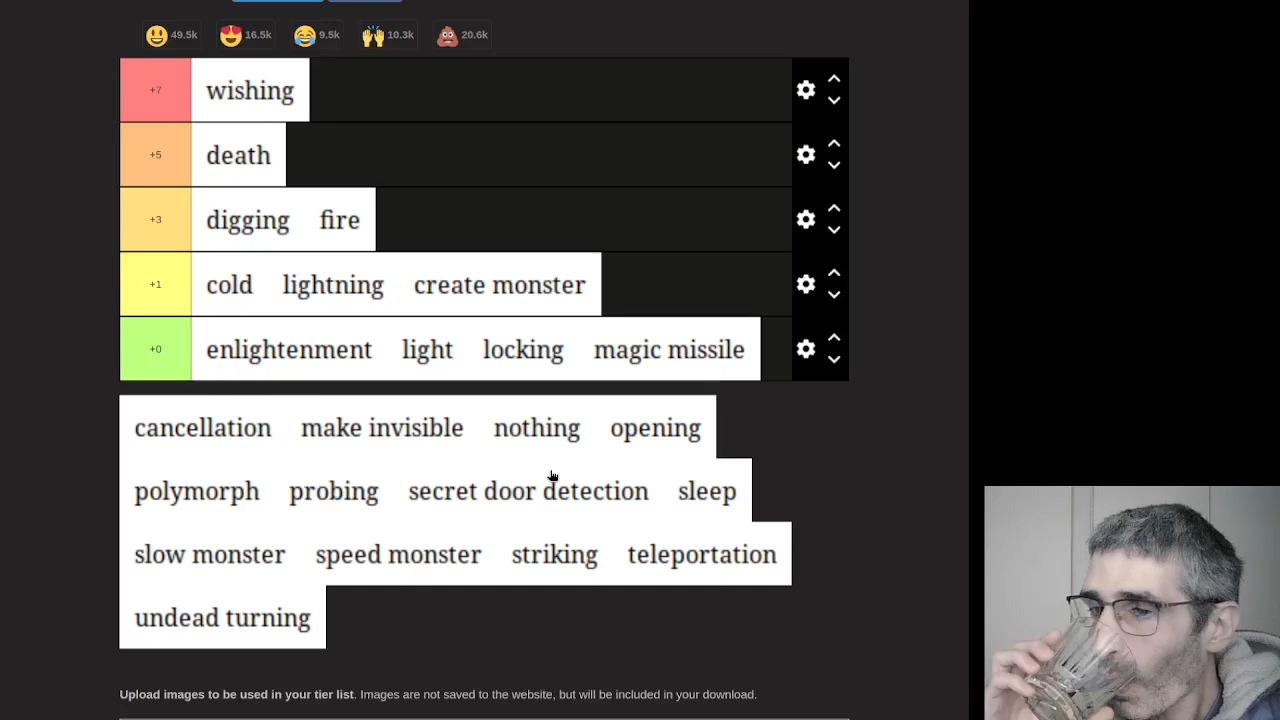 49.5k 16.5k 9.5k 10.3k 20.6k
+7 wishing
+5 death
+3 digging fire
+1 cold lightning create monster
+0 enlightenment light locking magic missile
cancellation make invisible nothing opening
polymorph probing secret door detection sleep
slow monster speed monster striking teleportation
undead turning
Upload images to be used in your tier list. Images are not saved to the website, but will be included in your download.